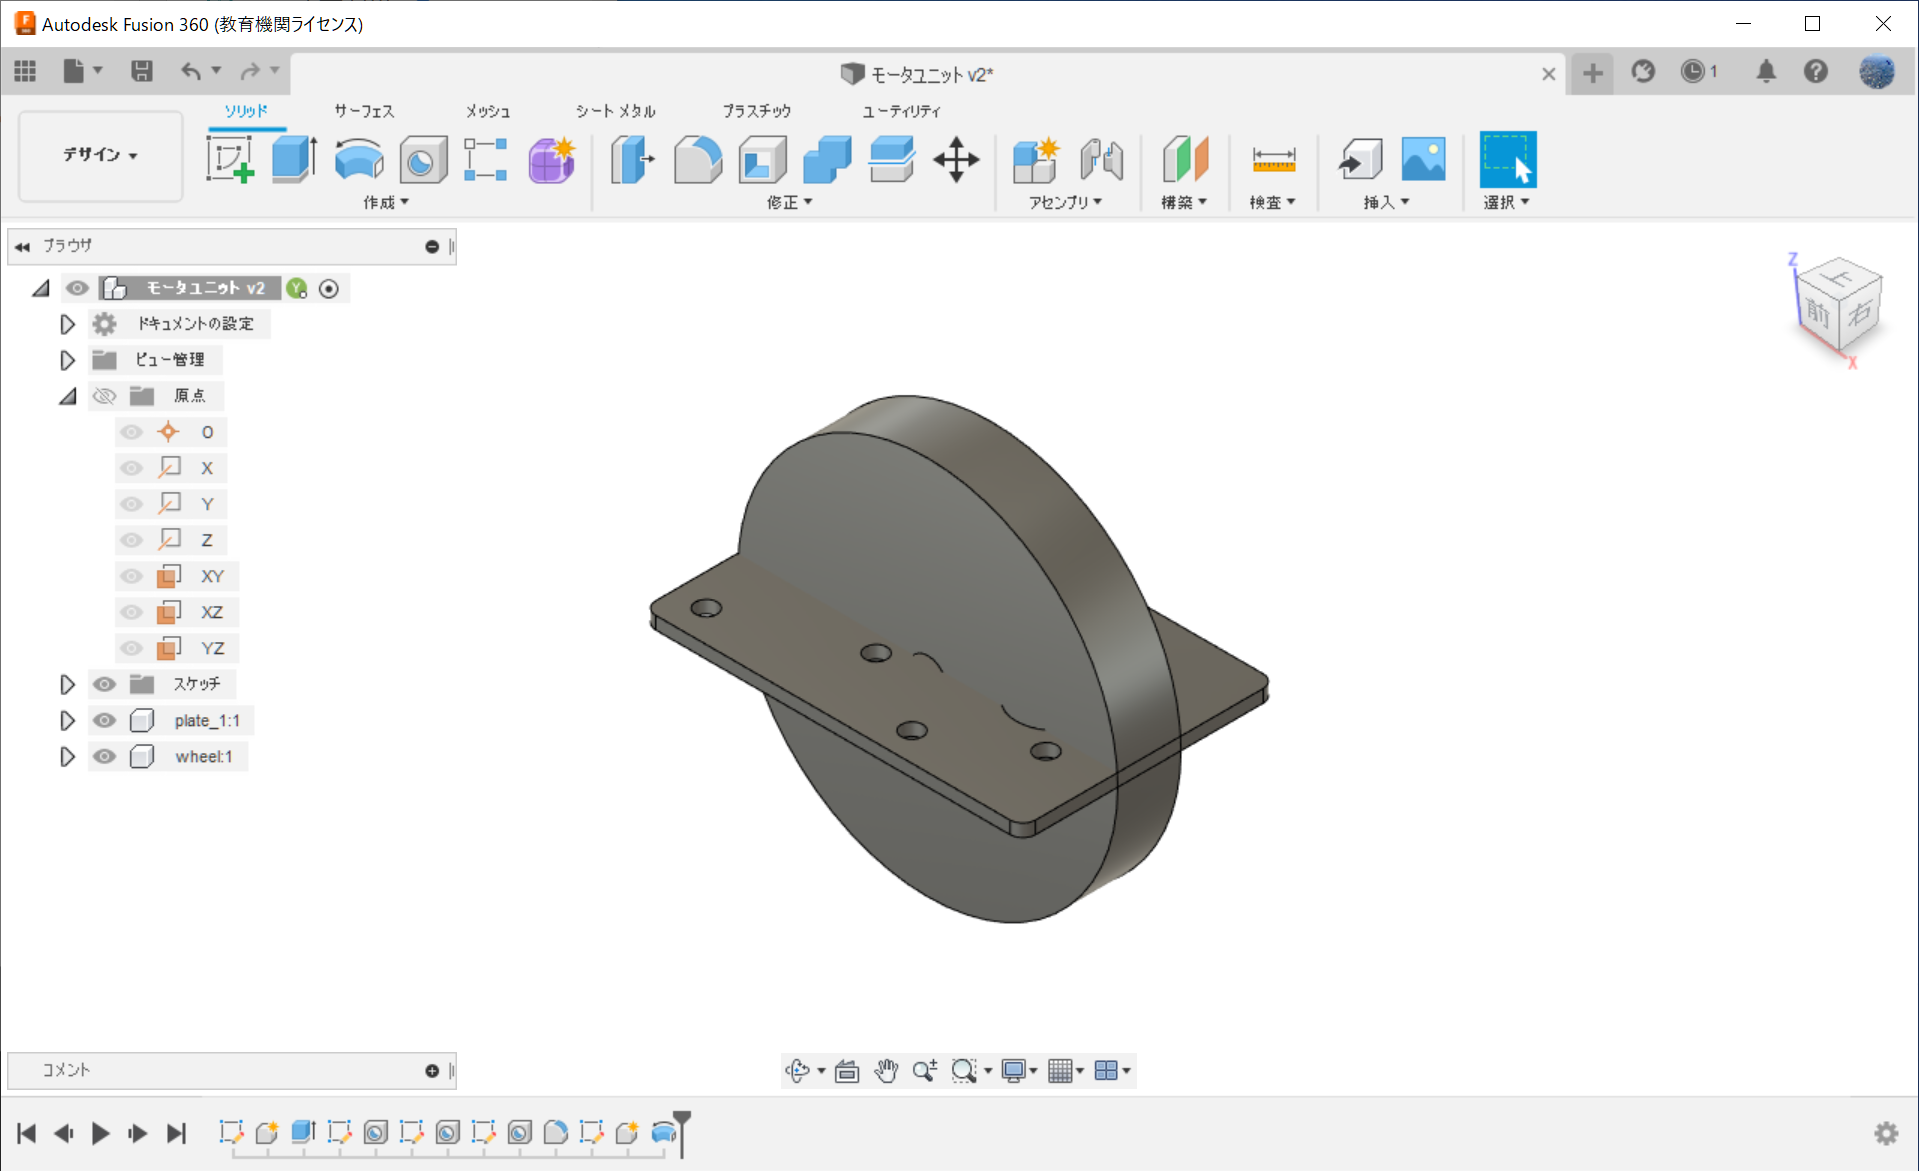 Autodesk Fusion 360 (教育機関ライセンス)
モータユニット v2*
1
ソリッド サーフェス メッシュ シート メタル プラスチック ユーティリティ
デザイン
作成 修正 アセンブリ 構築 検査 挿入 選択
ブラウザ
モータユニット v2
Y
ドキュメントの設定
ビュー管理
原点
O
X
Y
Z
XY
XZ
YZ
スケッチ
plate_1:1
wheel:1
Z
上
前
右
X
コメント